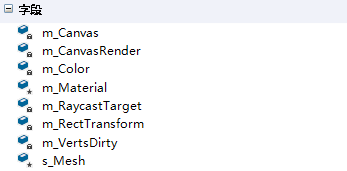 字段
m_Canvas
m_CanvasRender
m_Color
m_Material
m_RaycastTarget
m_RectTransform
m_VertsDirty
s_Mesh